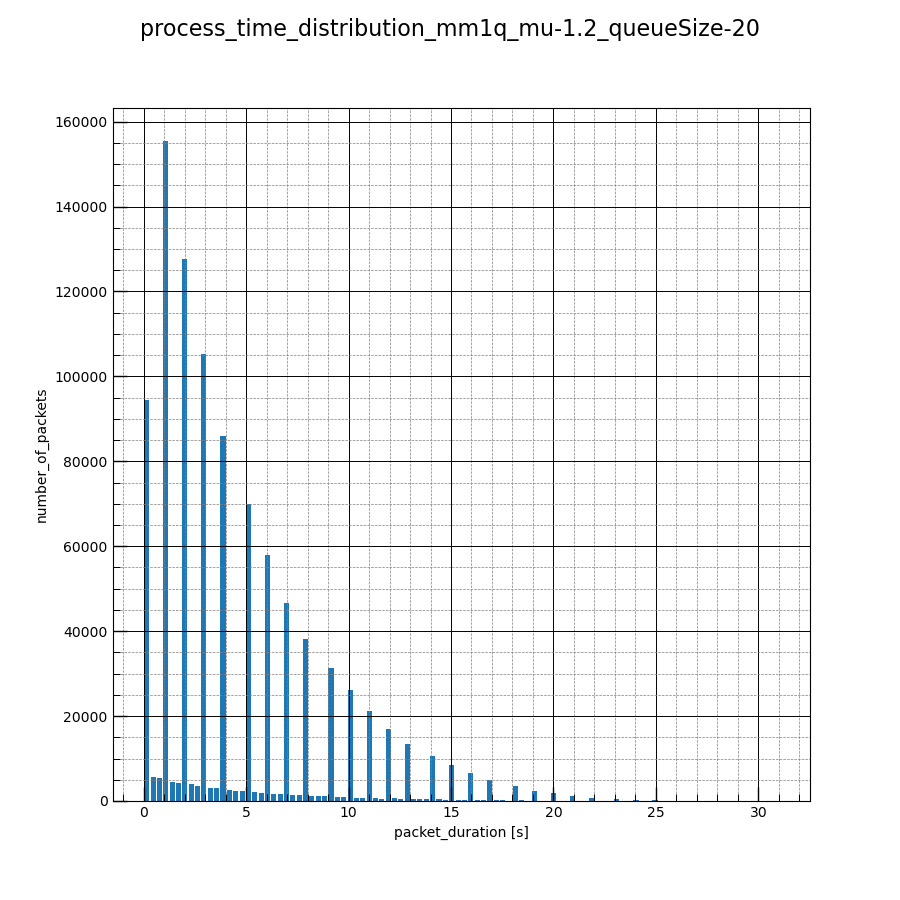 process_time_distribution_mm1q_mu-1.2_queueSize-20
160000
140000
120000
100000
80000
60000
40000
20000
0
number_of_packets
0 5 10 15 20 25 30
packet_duration [s]